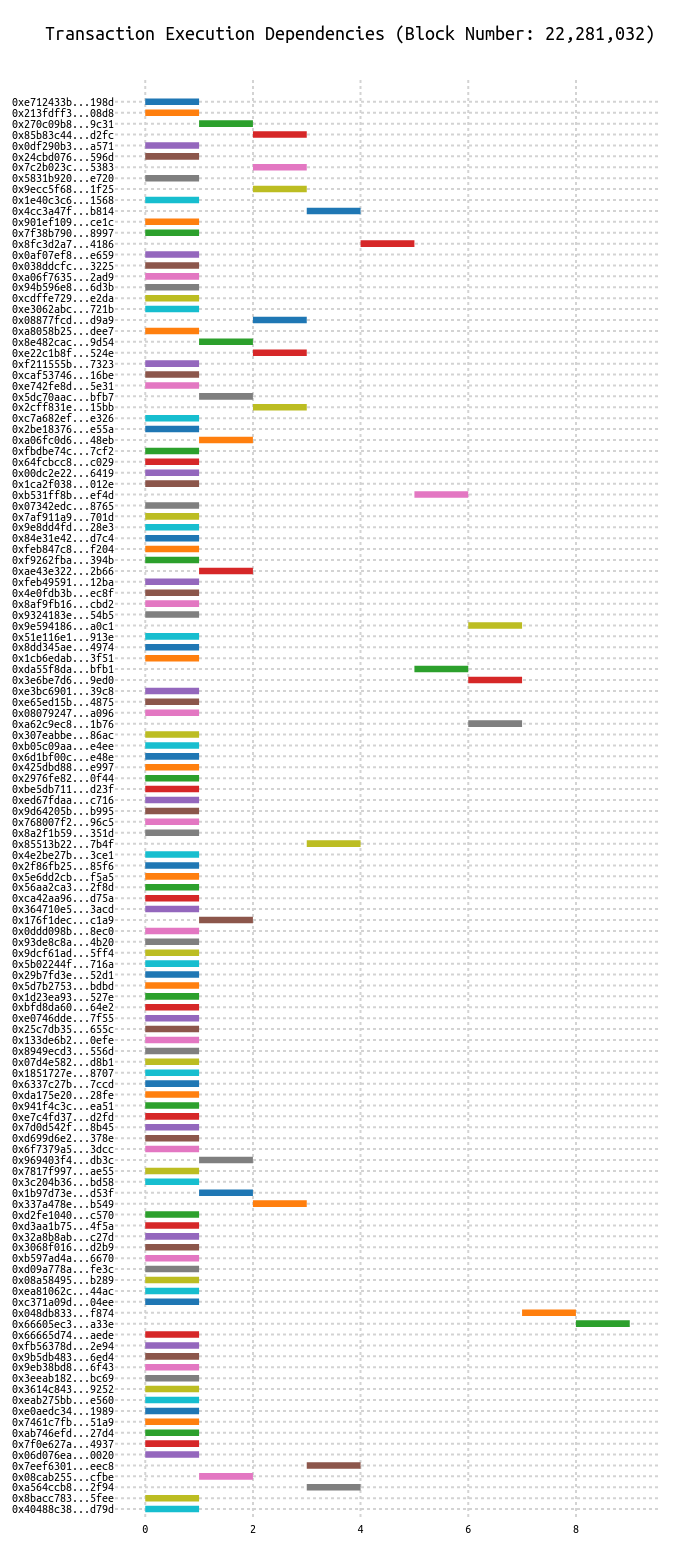 Transaction Execution Dependencies (Block Number: 22,281,032)
0xe712433b...198d
0x213fdff3...08d8
0x270c09b8...9c31
0x85b83c44...d2fc
0x0df290b3...a571
0x24cbd076...596d
0x7c2b023c...5383
0x5831b920...e720
0x9ecc5f68...1f25
0x1e40c3c6...1568
0x4cc3a47f...b814
0x901ef109...ce1c
0x7f38b790...8997
0x8fc3d2a7...4186
0x0af07ef8...e659
0x038ddcfc...3225
0xa06f7635...2ad9
0x94b596e8...6d3b
0xcdffe729...e2da
0xe3062abc...721b
0x08877fcd...d9a9
0xa8058b25...dee7
0x8e482cac...9d54
0xe22c1b8f...524e
0xf211555b...7323
0xcaf53746...16be
0xe742fe8d...5e31
0x5dc70aac...bfb7
0x2cff831e...15bb
0xc7a682ef...e326
0x2be18376...e55a
0xa06fc0d6...48eb
0xfbdbe74c...7cf2
0x64fcbcc8...c029
0x00dc2e22...6419
0x1ca2f038...012e
0xb531ff8b...ef4d
0x07342edc...8765
0x7af911a9...701d
0x9e8dd4fd...28e3
0x84e31e42...d7c4
0xfeb847c8...f204
0xf9262fba...394b
0xae43e322...2b66
0xfeb49591...12ba
0x4e0fdb3b...ec8f
0x8af9fb16...cbd2
0x9324183e...54b5
0x9e594186...a0c1
0x51e116e1...913e
0x8dd345ae...4974
0x1cb6edab...3f51
0xda55f8da...bfb1
0x3e6be7d6...9ed0
0xe3bc6901...39c8
0xe65ed15b...4875
0x08079247...a096
0xa62c9ec8...1b76
0x307eabbe...86ac
0xb05c09aa...e4ee
0x6d1bf00c...e48e
0x425dbd88...e997
0x2976fe82...0f44
0xbe5db711...d23f
0xed67fdaa...c716
0x9d64205b...b995
0x768007f2...96c5
0x8a2f1b59...351d
0x85513b22...7b4f
0x4e2be27b...3ce1
0x2f86fb25...85f6
0x5e6dd2cb...f5a5
0x56aa2ca3...2f8d
0xca42aa96...d75a
0x364710e5...3acd
0x176f1dec...c1a9
0x0ddd098b...8ec0
0x93de8c8a...4b20
0x9dcf61ad...5ff4
0x5b02244f...716a
0x29b7fd3e...52d1
0x5d7b2753...bdbd
0x1d23ea93...527e
0xbfd8da60...64e2
0xe0746dde...7f55
0x25c7db35...655c
0x133de6b2...0efe
0x8949ecd3...556d
0x07d4e582...d8b1
0x1851727e...8707
0x6337c27b...7ccd
0xda175e20...28fe
0x941f4c3c...ea51
0xe7c4fd37...d2fd
0x7d0d542f...8b45
0xd699d6e2...378e
0x6f7379a5...3dcc
0x969403f4...db3c
0x7817f997...ae55
0x3c204b36...bd58
0x1b97d73e...d53f
0x337a478e...b549
0xd2fe1040...c570
0xd3aa1b75...4f5a
0x32a8b8ab...c27d
0x3068f016...d2b9
0xb597ad4a...6670
0xd09a778a...fe3c
0x08a58495...b289
0xea81062c...44ac
0xc371a09d...04ee
0x048db833...f874
0x66605ec3...a33e
0x66665d74...aede
0xfb56378d...2e94
0x9b5db483...6ed4
0x9eb38bd8...6f43
0x3eeab182...bc69
0x3614c843...9252
0xeab275bb...e560
0xe0aedc34...1989
0x7461c7fb...51a9
0xab746efd...27d4
0x7f0e627a...4937
0x06d076ea...0020
0x7eef6301...eec8
0x08cab255...cfbe
0xa564ccb8...2f94
0x8bacc783...5fee
0x40488c38...d79d
0 2 4 6 8